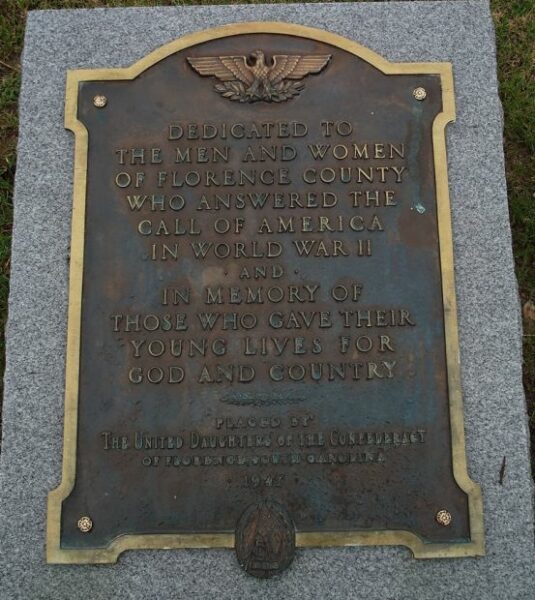 DEDICATED TO
THE MEN AND WOMEN
OF FLORENCE COUNTY
WHO ANSWERED THE
CALL OF AMERICA
IN WORLD WAR II
· AND ·
IN MEMORY OF
THOSE WHO GAVE THEIR
YOUNG LIVES FOR
GOD AND COUNTRY
PLACED BY
THE UNITED DAUGHTERS OF THE CONFEDERACY
OF FLORENCE, SOUTH CAROLINA